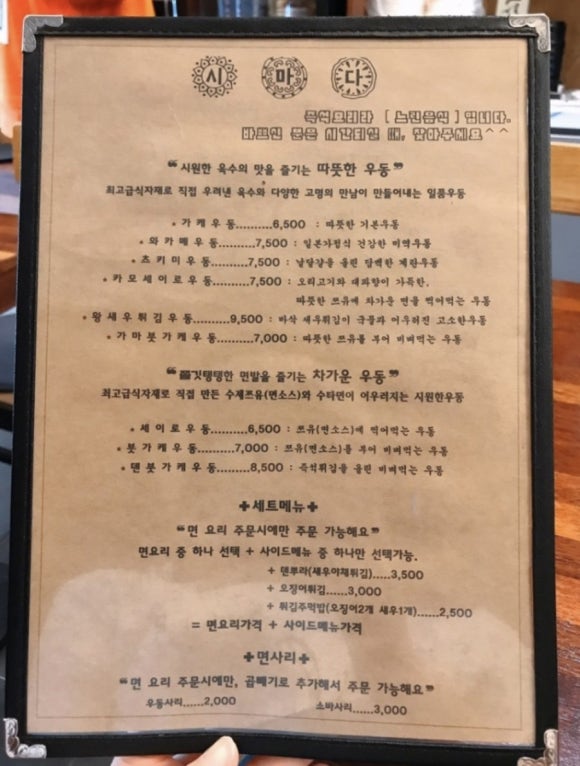 시 마 다
즉석요리라 [ 느린음식 ] 입니다.
바쁘신 분은 시간되실 때, 찾아주세요^^
❝시원한 육수의 맛을 즐기는 따뜻한 우동❞
최고급식자재로 직접 우려낸 육수와 다양한 고명의 만남이 만들어내는 일품우동
* 가 케 우 동..........6,500 : 따뜻한 기본우동
* 와 카 메 우 동..........7,500 : 일본가정식 건강한 미역우동
* 츠 키 미 우 동..........7,500 : 날달걀을 올린 담백한 계란우동
* 카 모 세 이 로 우 동..........7,500 : 오리고기와 대파향이 가득한.
따뜻한 쯔유에 차가운 면을 찍어먹는 우동
* 왕 새 우 튀 김 우 동..........9,500 : 바삭 새우튀김이 국물과 어우러진 고소한우동
* 가 마 붓 가 케 우 동..........7,000 : 따뜻한 쯔유를 부어 비벼먹는 우동
❝쫄깃탱탱한 면발을 즐기는 차가운 우동❞
최고급식자재로 직접 만든 수제쯔유(면소스)와 수타면이 어우러지는 시원한우동
* 세 이 로 우 동..........6,500 : 쯔유(면소스)에 찍어먹는 우동
* 붓 가 케 우 동..........7,000 : 쯔유(면소스)를 부어 비벼먹는 우동
* 덴 붓 가 케 우 동..........8,500 : 즉석튀김을 올린 비벼먹는 우동
✚세트메뉴✚
❝면 요리 주문시에만 주문 가능해요❞
면요리 중 하나 선택 + 사이드메뉴 중 하나만 선택가능.
+ 덴뿌라(새우야채튀김).....3,500
+ 오징어튀김......3,000
+ 튀김주먹밥(오징어2개 새우1개)......2,500
= 면요리가격 + 사이드메뉴가격
✚면사리✚
❝면 요리 주문시에만, 곱빼기로 추가해서 주문 가능해요❞
우동사리......2,000 소바사리......3,000